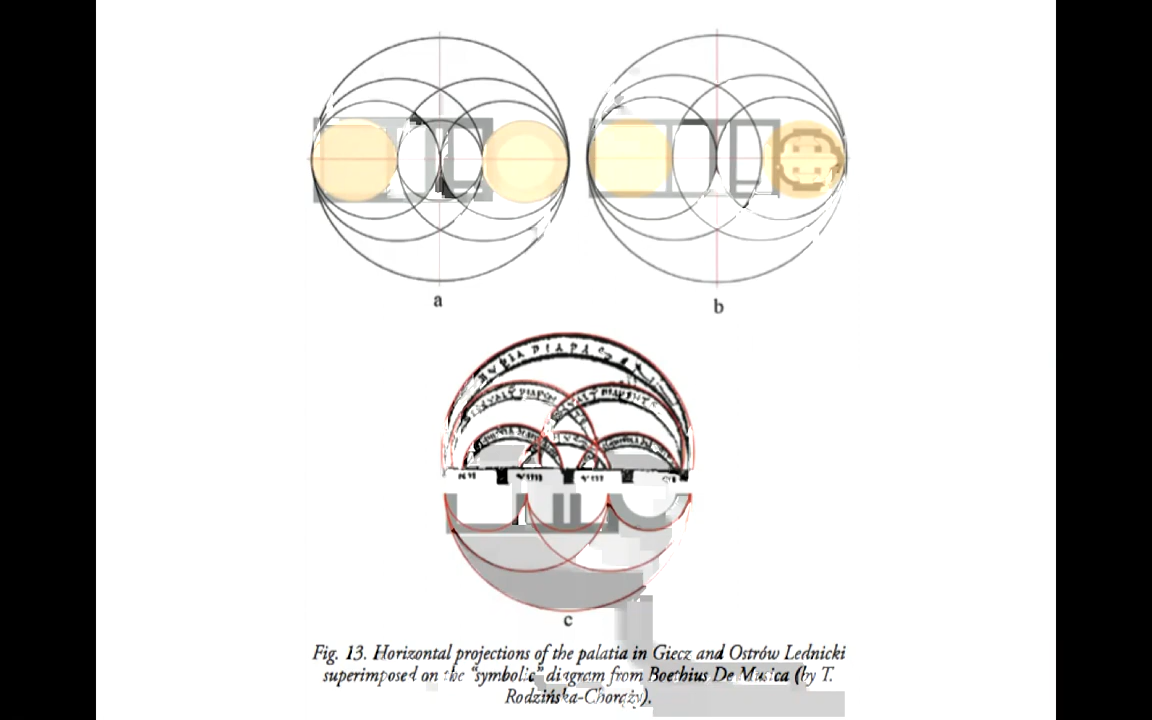 a
b
c
Fig. 13. Horizontal projections of the palatia in Giecz and Ostrów Lednicki
superimposed on the "symbolic" diagram from Boethius De Musica (by T.
Rodzińska-Chorąży).